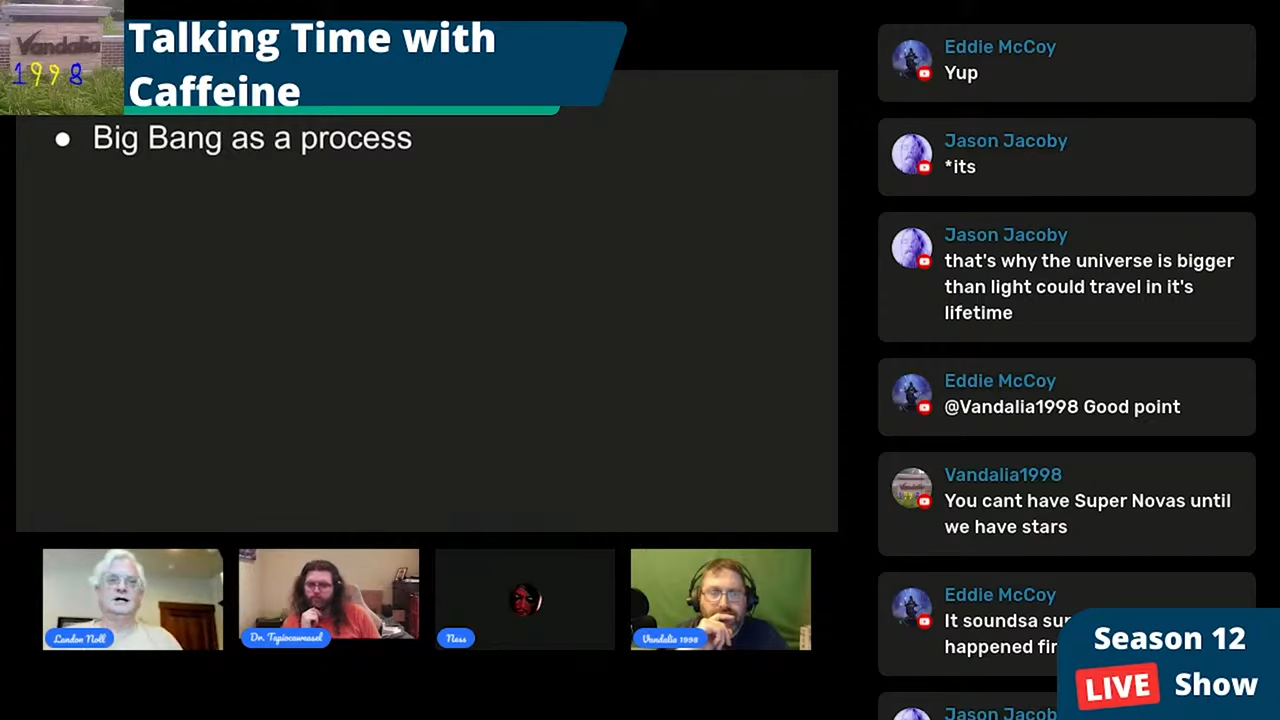 Vandalia
1998
Talking Time with
Caffeine
● Big Bang as a process
Landon Noll
Dr. Tapiocaweasel
Ness
Vandalia 1998
Eddie McCoy
Yup
Jason Jacoby
*its
Jason Jacoby
that's why the universe is bigger
than light could travel in it's
lifetime
Eddie McCoy
@Vandalia1998 Good point
Vandalia1998
You cant have Super Novas until
we have stars
Eddie McCoy
It soundsa
happened
Jason Jacoby
Season 12
LIVE Show